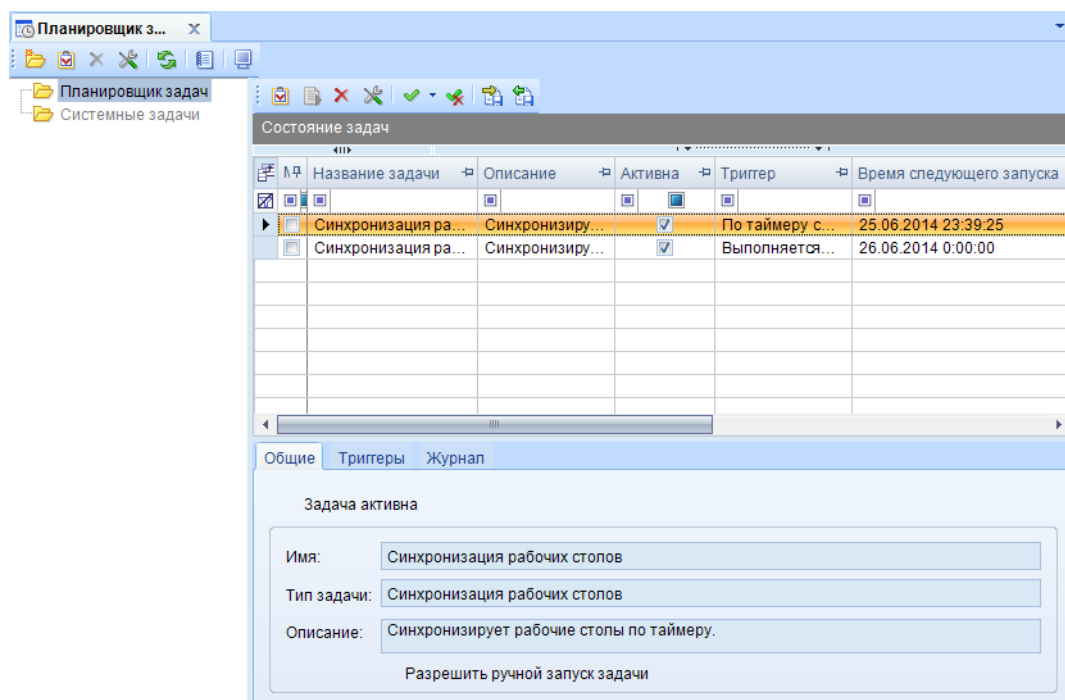 Планировщик з...
Планировщик задач
Системные задачи
Состояние задач
Название задачи Описание Активна Триггер Время следующего запуска
Синхронизация ра... Синхронизиру... По таймеру с... 25.06.2014 23:39:25
Синхронизация ра... Синхронизиру... Выполняется... 26.06.2014 0:00:00
Общие Триггеры Журнал
Задача активна
Имя: Синхронизация рабочих столов
Тип задачи: Синхронизация рабочих столов
Описание: Синхронизирует рабочие столы по таймеру.
Разрешить ручной запуск задачи